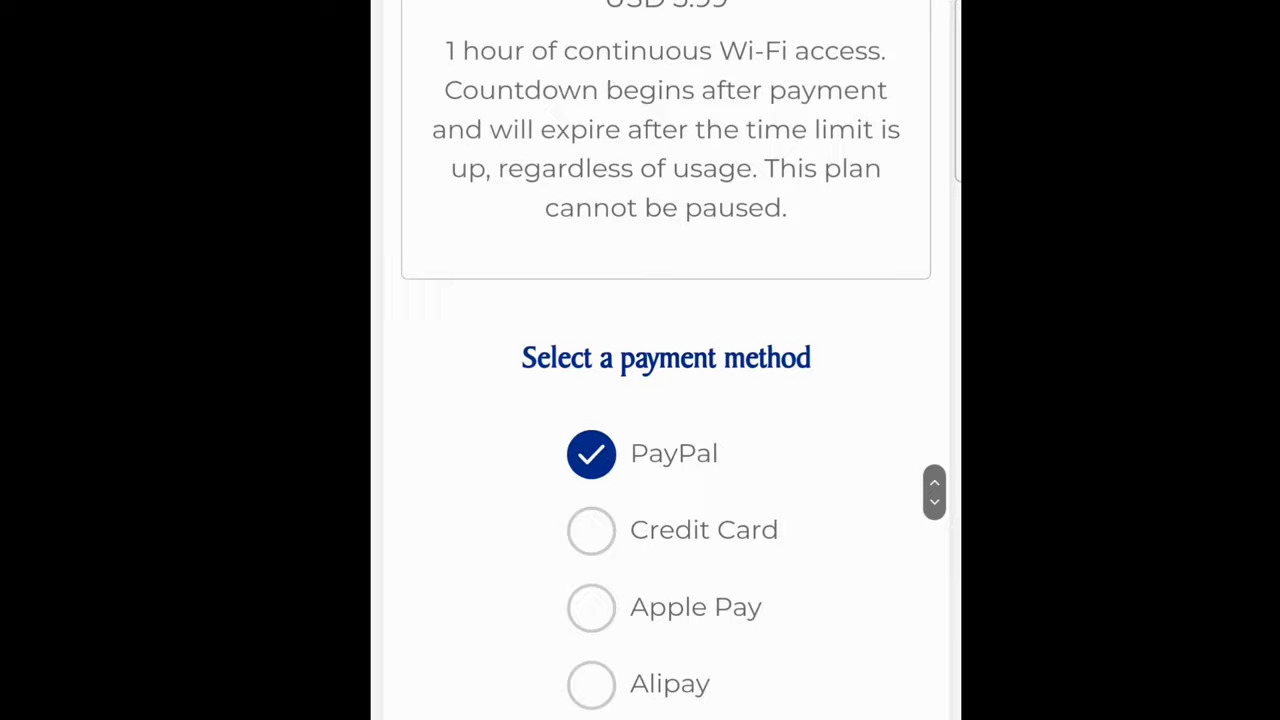 1 hour of continuous Wi-Fi access.
Countdown begins after payment
and will expire after the time limit is
up, regardless of usage. This plan
cannot be paused.
Select a payment method
PayPal
Credit Card
Apple Pay
Alipay